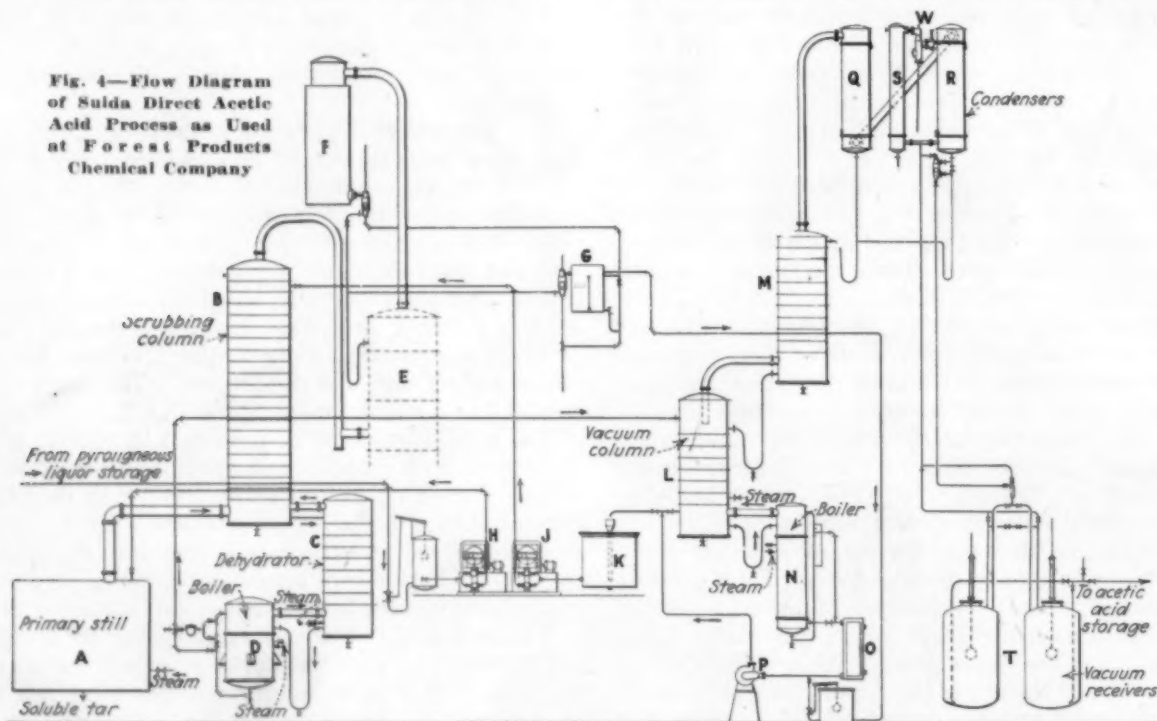 Fig. 4—Flow Diagram
of Suida Direct Acetic
Acid Process as Used
at Forest Products
Chemical Company
W
Q
S
R
Condensers
F
G
B
M
Scrubbing
column
E
From pyroligneous
liquor storage
Vacuum
column
L
Steam
Boiler
H
J
C
K
Dehydrator
Boiler
Steam
Steam
N
To acetic
acid
storage
Primary still
A
D
O
P
T
Steam
Steam
Vacuum
receivers
Soluble tar